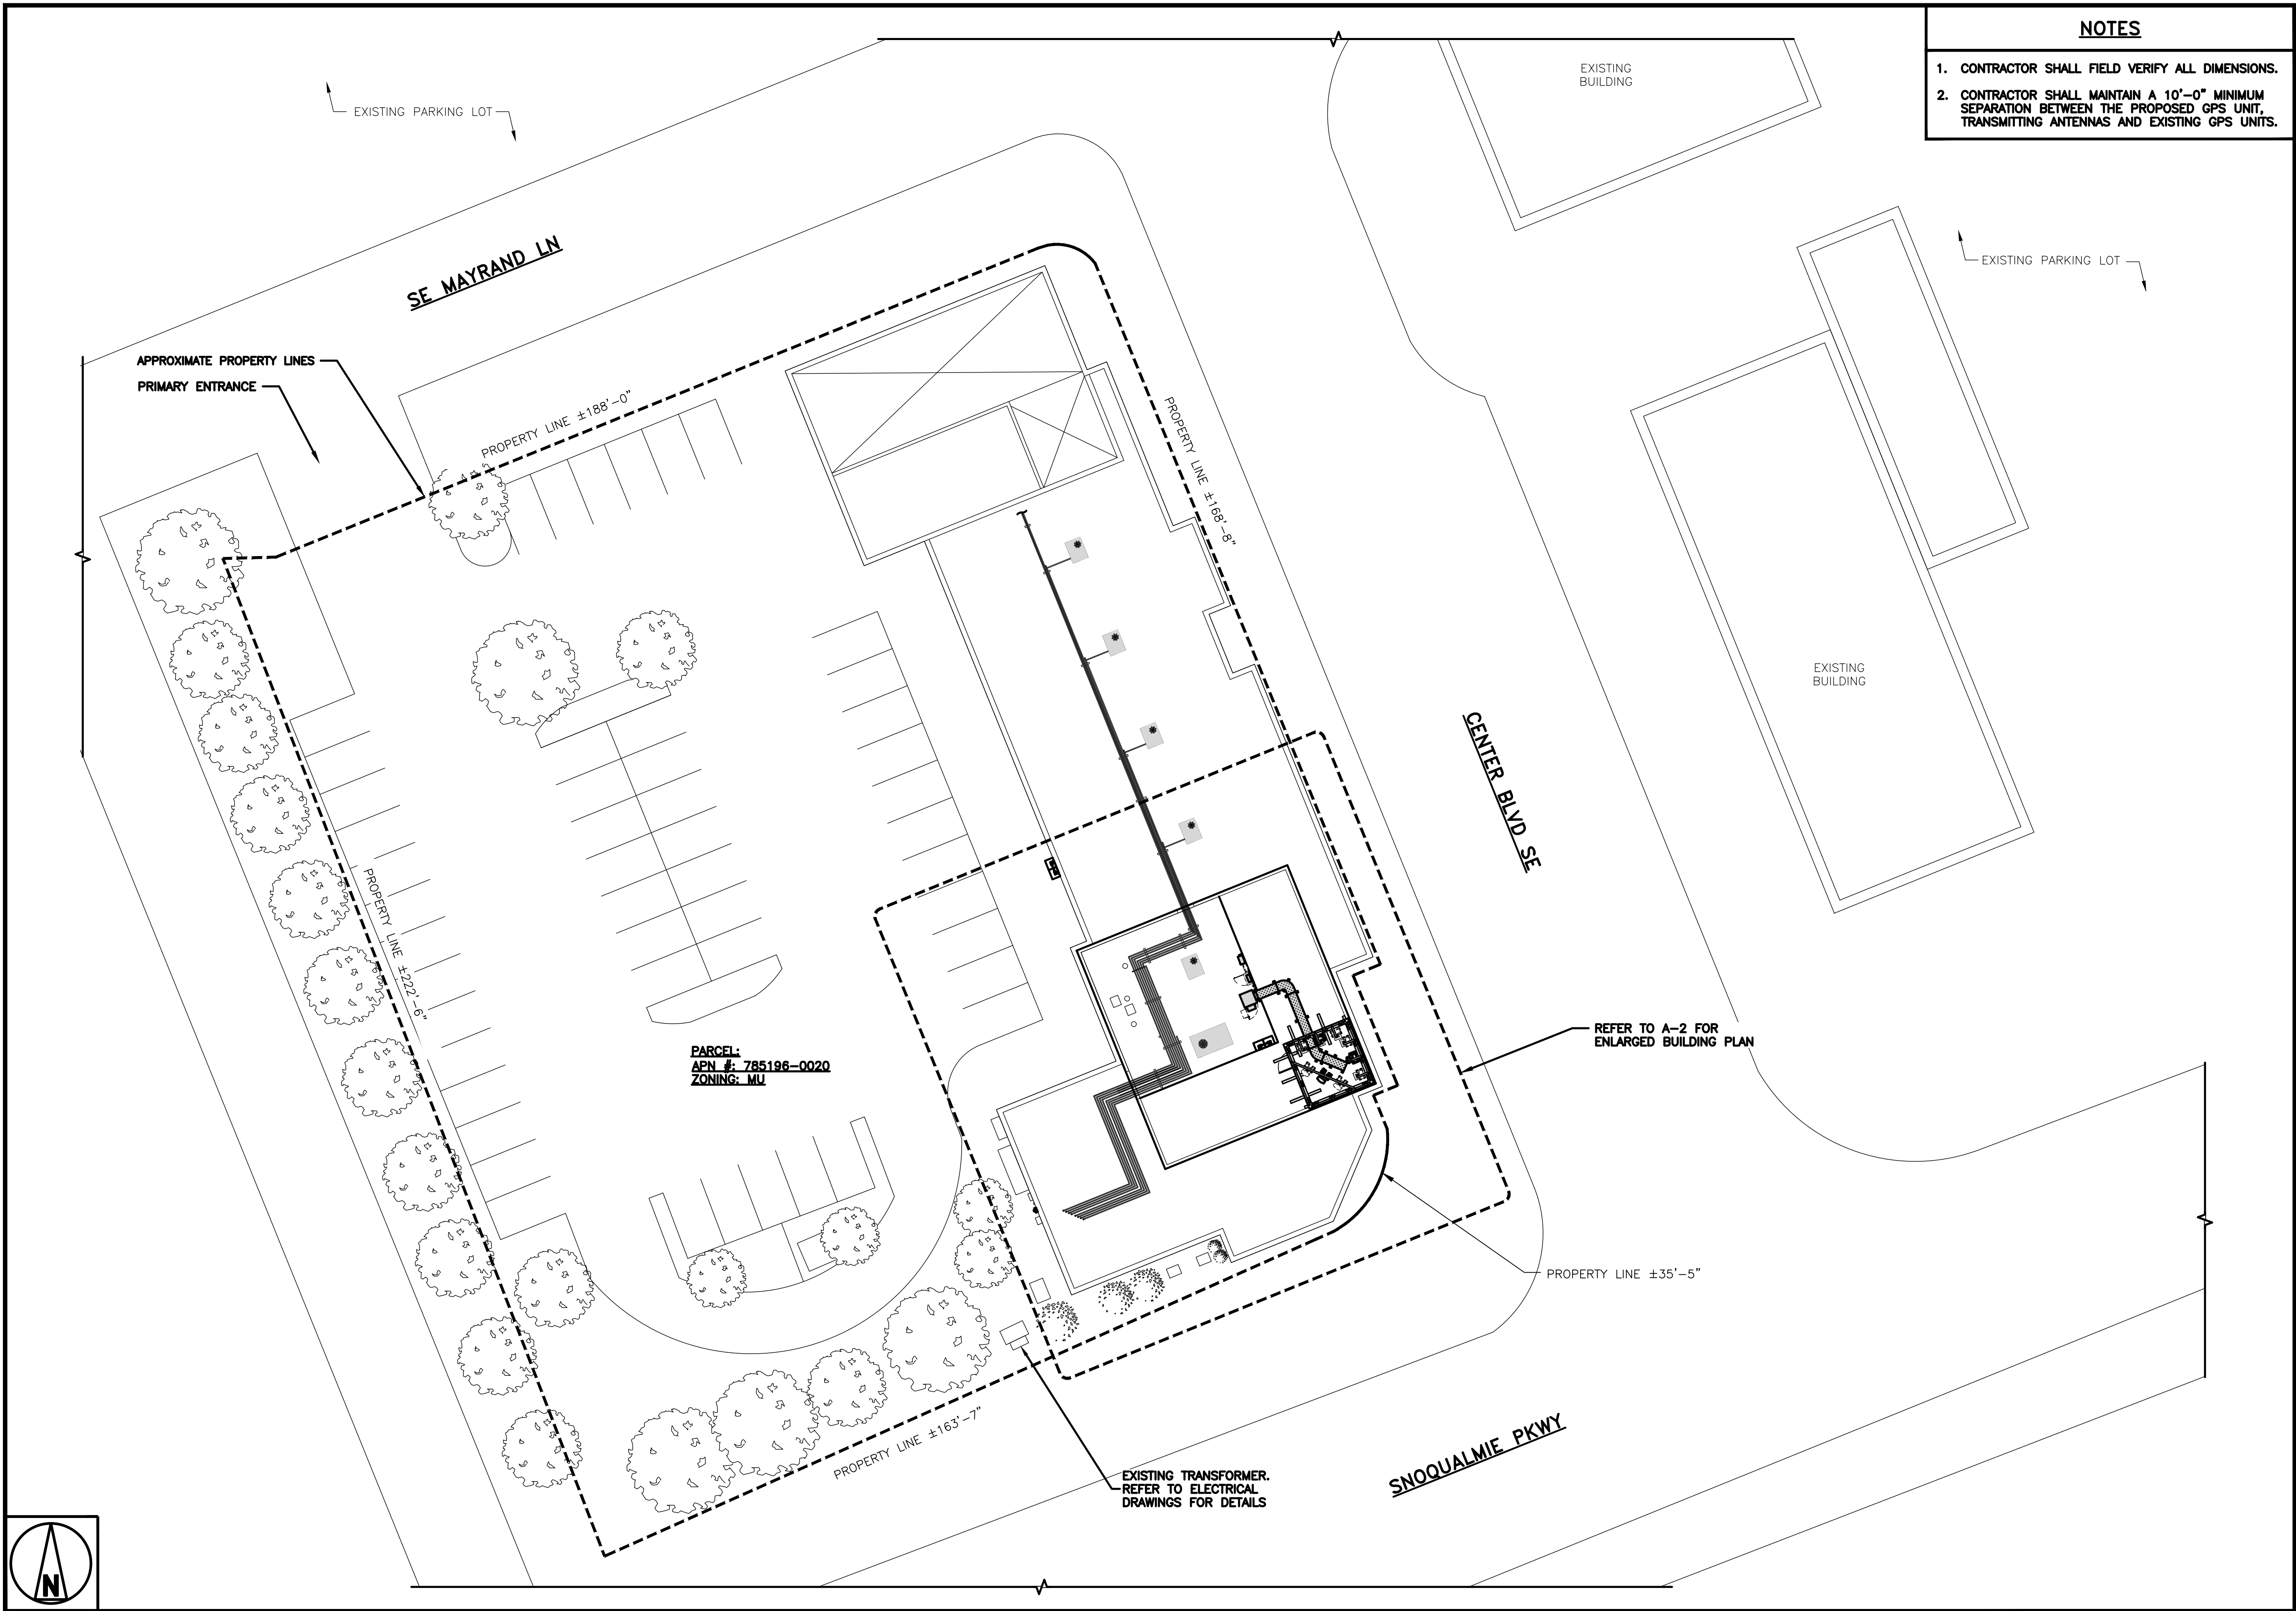 NOTES
1. CONTRACTOR SHALL FIELD VERIFY ALL DIMENSIONS.
2. CONTRACTOR SHALL MAINTAIN A 10'-0" MINIMUM
SEPARATION BETWEEN THE PROPOSED GPS UNIT,
TRANSMITTING ANTENNAS AND EXISTING GPS UNITS.
EXISTING
BUILDING
EXISTING PARKING LOT
SE MAYRAND LN
EXISTING PARKING LOT
APPROXIMATE PROPERTY LINES
PRIMARY ENTRANCE
PROPERTY LINE ±188'-0"
PROPERTY LINE ±168'-8"
EXISTING
BUILDING
CENTER BLVD SE
PROPERTY LINE ±222'-6"
PARCEL:
APN #: 785196-0020
ZONING: MU
REFER TO A-2 FOR
ENLARGED BUILDING PLAN
PROPERTY LINE ±35'-5"
PROPERTY LINE ±163'-7"
SNOQUALMIE PKWY
EXISTING TRANSFORMER.
REFER TO ELECTRICAL
DRAWINGS FOR DETAILS
N